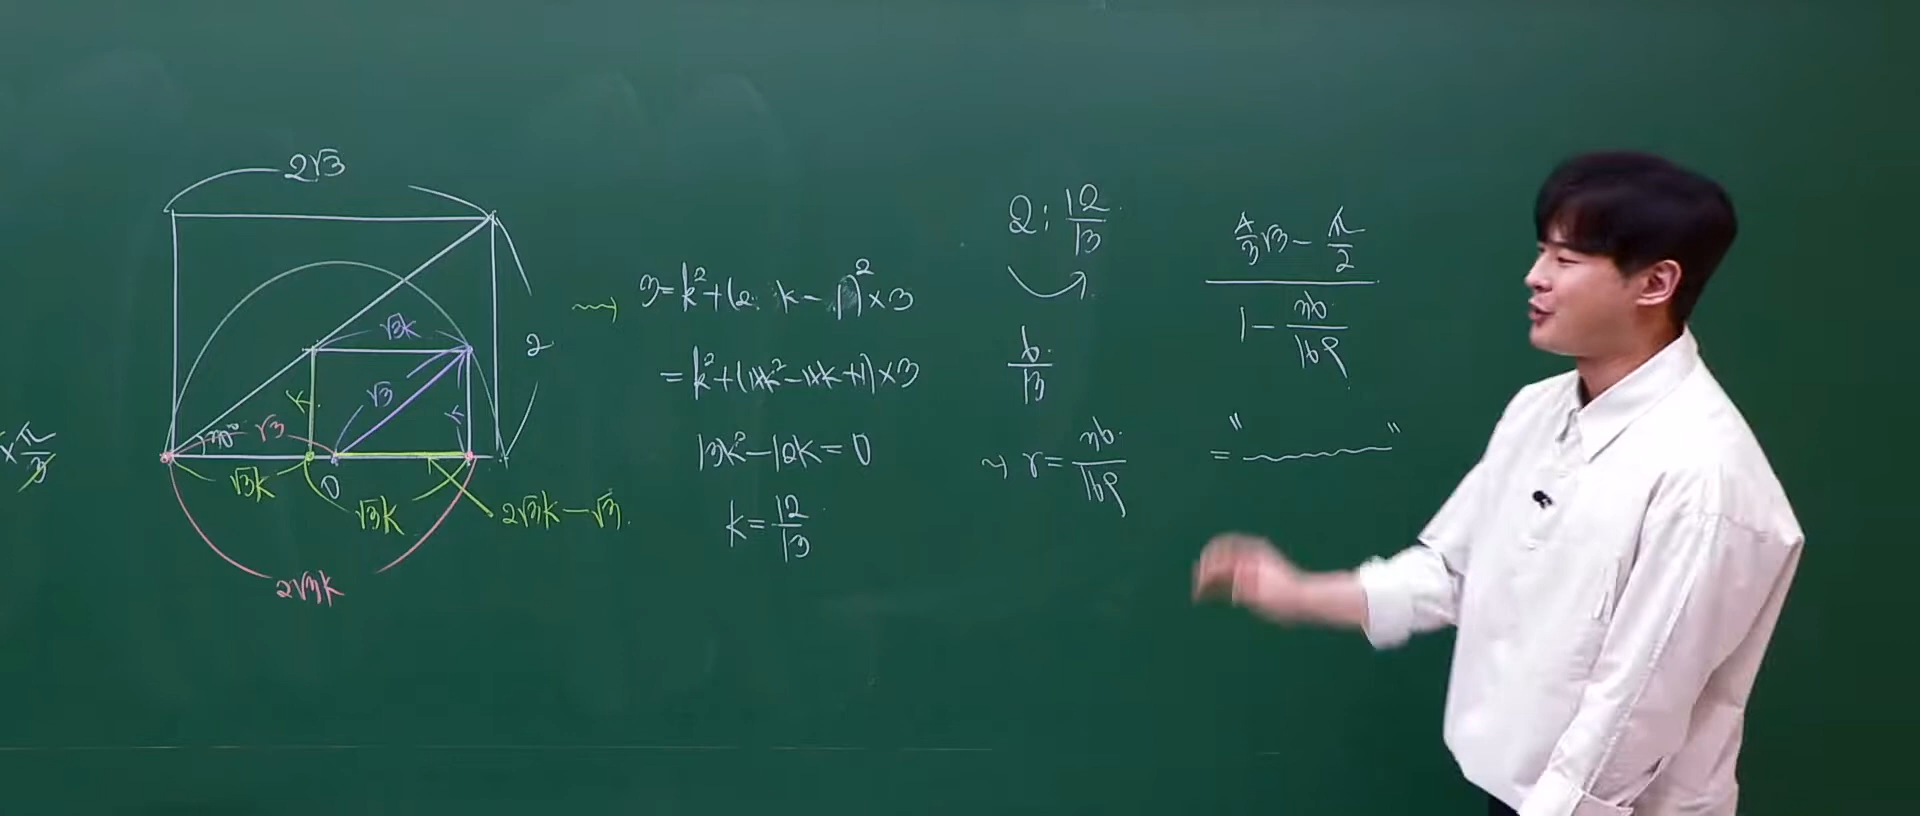 2√3
2
√3k
√3
k
k
30°
√3
√3k
O
√3k
2√3k-√3
2√3k
×π/3
3=k²+(2k-1)²×3
=k²+(4k²-4k+1)×3
13k²-12k=0
k=12/13
2:12/13
6/13
r=36/169
4/3√3-π/2
1-36/169
="
"